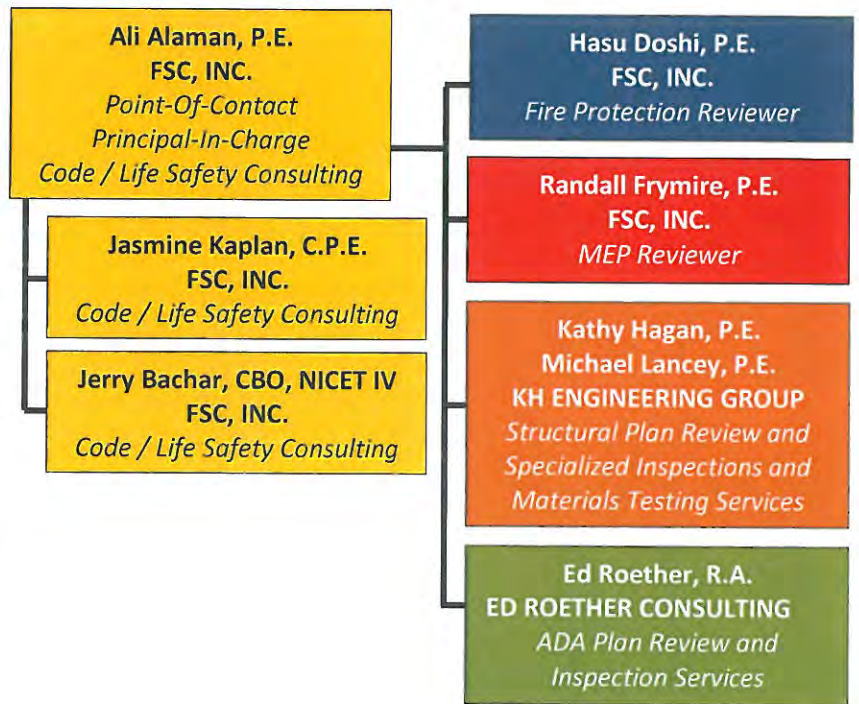 Ali Alaman, P.E.
FSC, INC.
Point-Of-Contact
Principal-In-Charge
Code / Life Safety Consulting
Jasmine Kaplan, C.P.E.
FSC, INC.
Code / Life Safety Consulting
Jerry Bachar, CBO, NICET IV
FSC, INC.
Code / Life Safety Consulting
Hasu Doshi, P.E.
FSC, INC.
Fire Protection Reviewer
Randall Frymire, P.E.
FSC, INC.
MEP Reviewer
Kathy Hagan, P.E.
Michael Lancey, P.E.
KH ENGINEERING GROUP
Structural Plan Review and
Specialized Inspections and
Materials Testing Services
Ed Roether, R.A.
ED ROETHER CONSULTING
ADA Plan Review and
Inspection Services